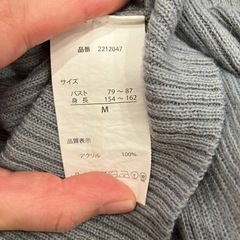 品番 2212047
サイズ
バスト 79～87
身長 154～162
M
品質表示
アクリル 100%